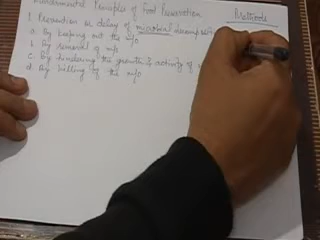 Fundamental Principles of Food Preservation
Methods
1. Prevention or delay of microbial decomposition
a. By keeping out the m/o
b. By removal of m/o
c. By hindering the growth & activity of
d. By killing of the m/o